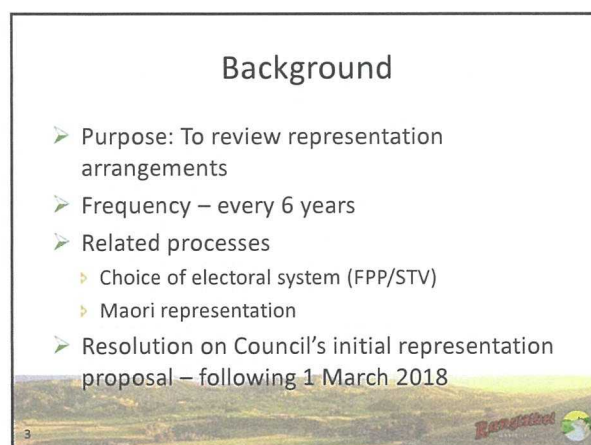 Background
Purpose: To review representation
arrangements
Frequency – every 6 years
Related processes
Choice of electoral system (FPP/STV)
Maori representation
Resolution on Council's initial representation
proposal – following 1 March 2018
3